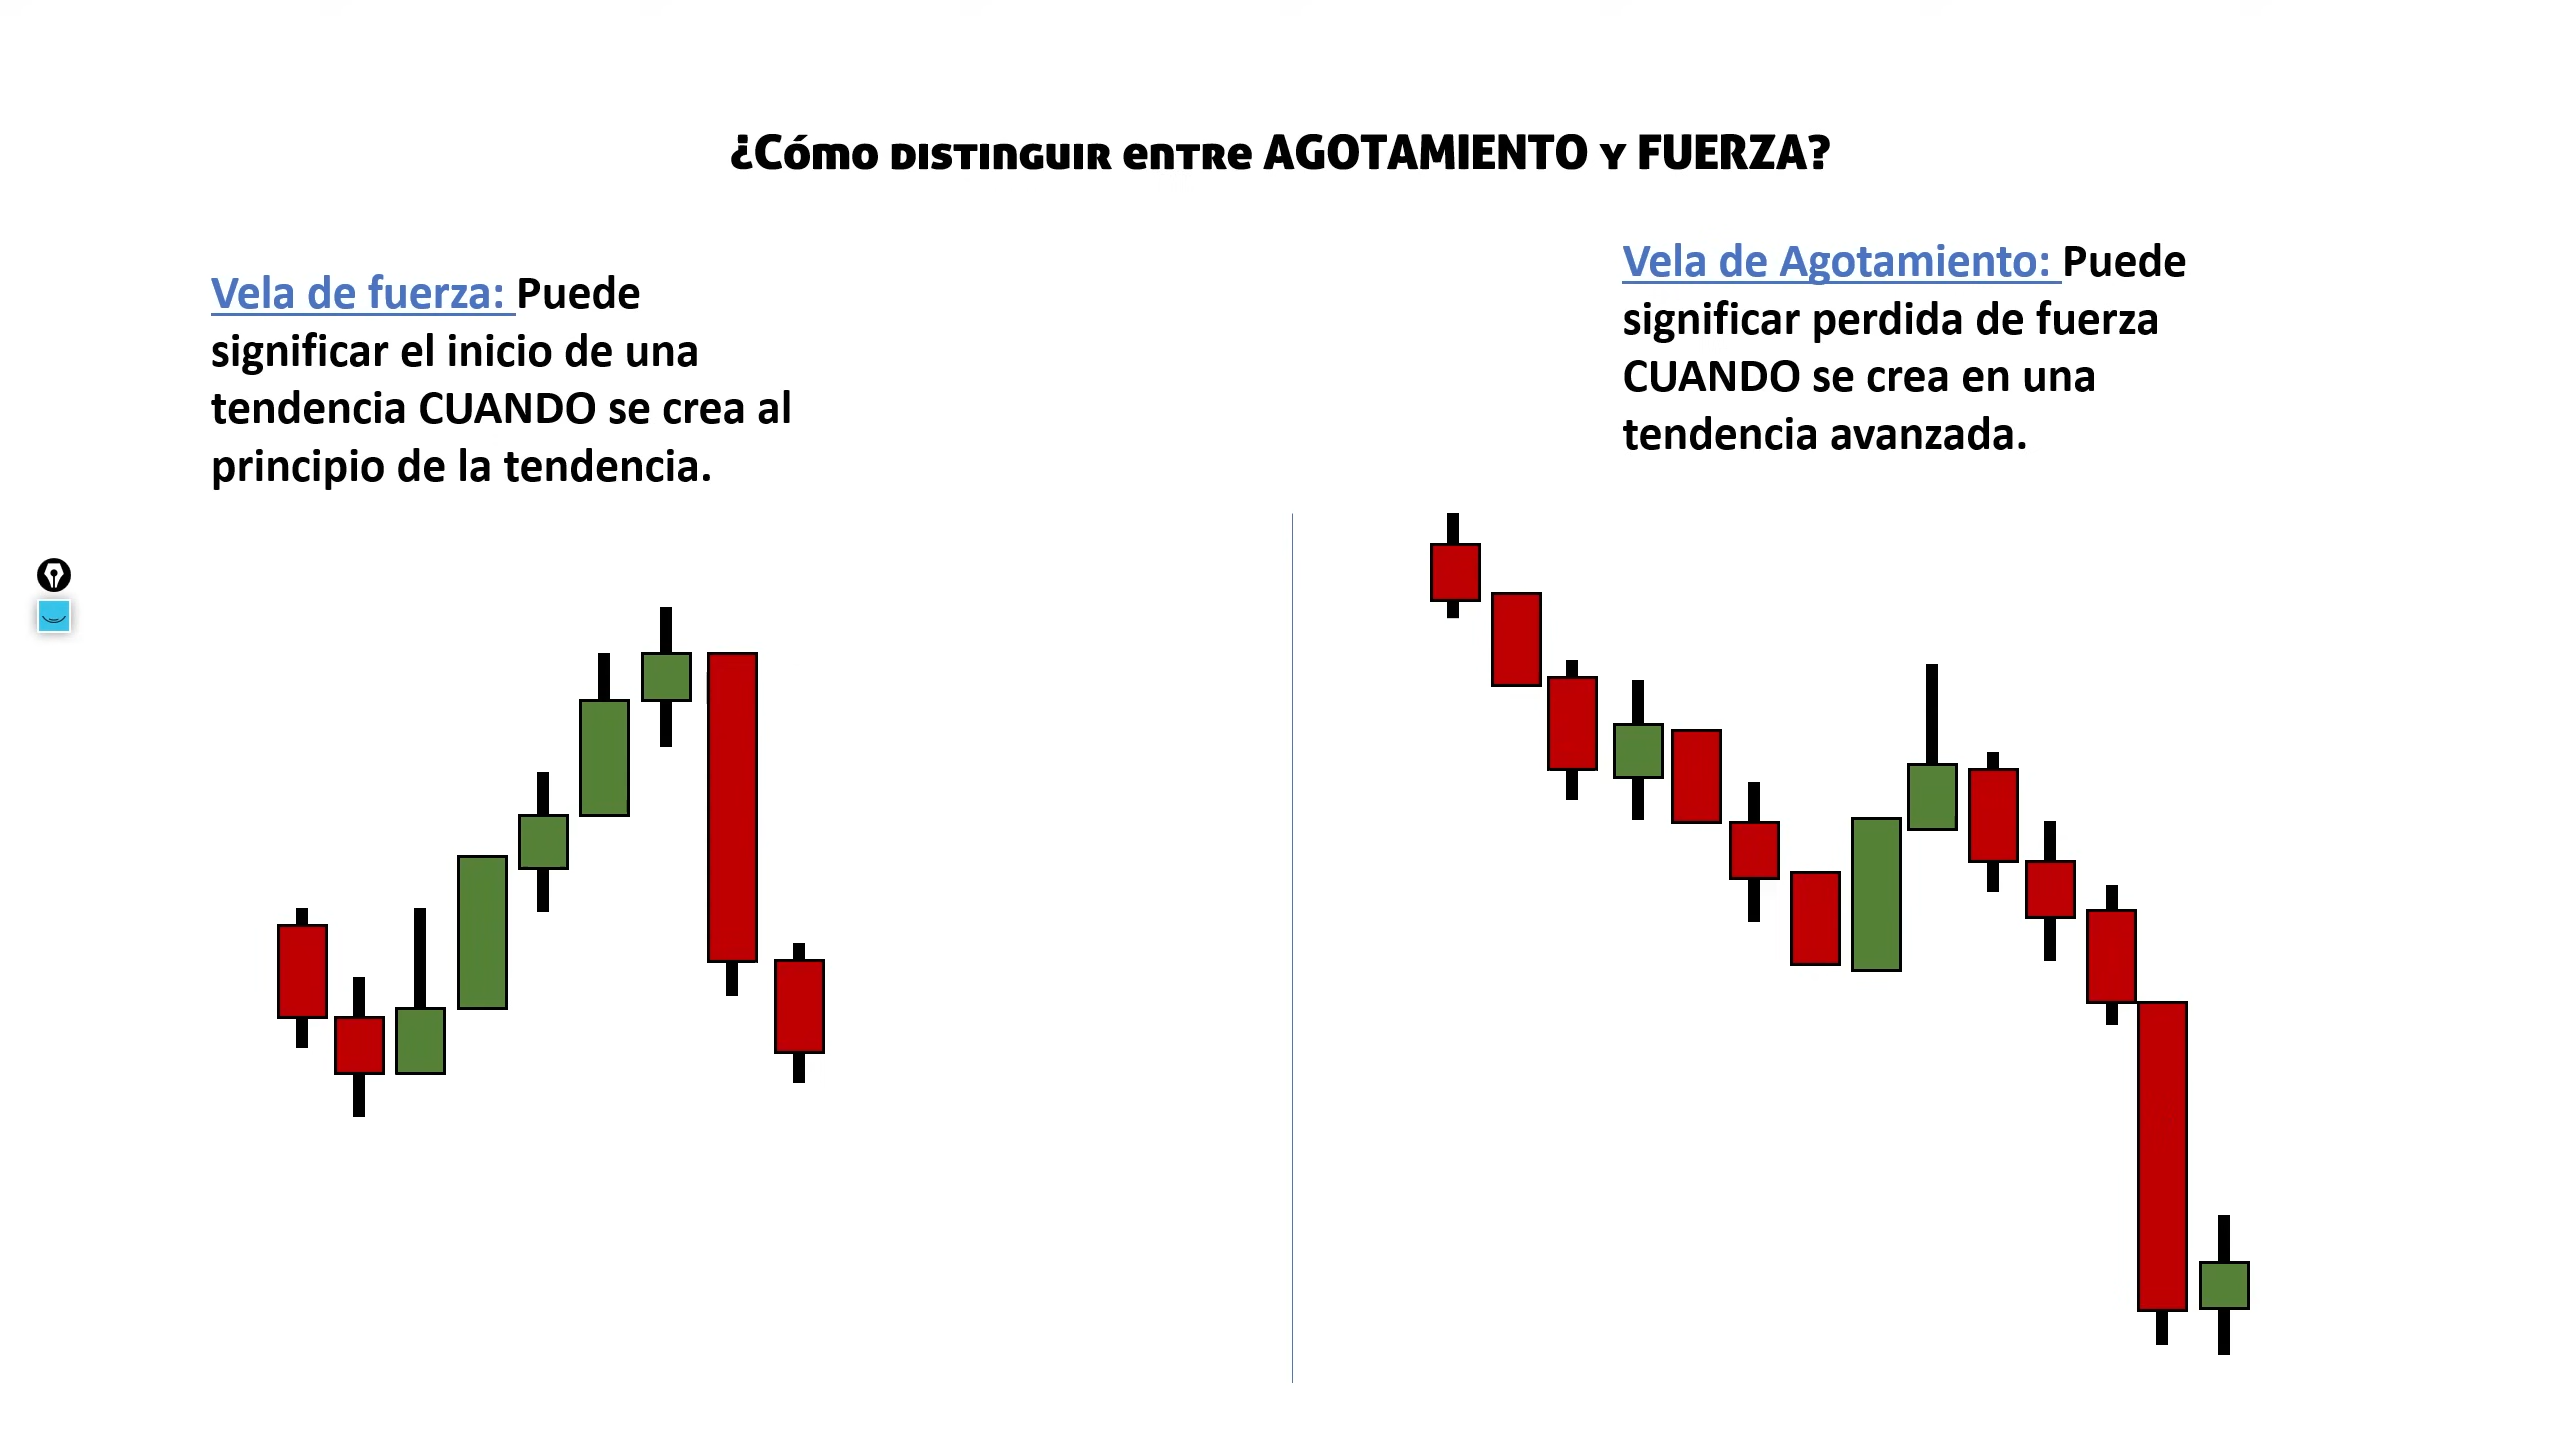 ¿Cómo distinguir entre AGOTAMIENTO y FUERZA?
Vela de fuerza: Puede
significar el inicio de una
tendencia CUANDO se crea al
principio de la tendencia.
Vela de Agotamiento: Puede
significar perdida de fuerza
CUANDO se crea en una
tendencia avanzada.